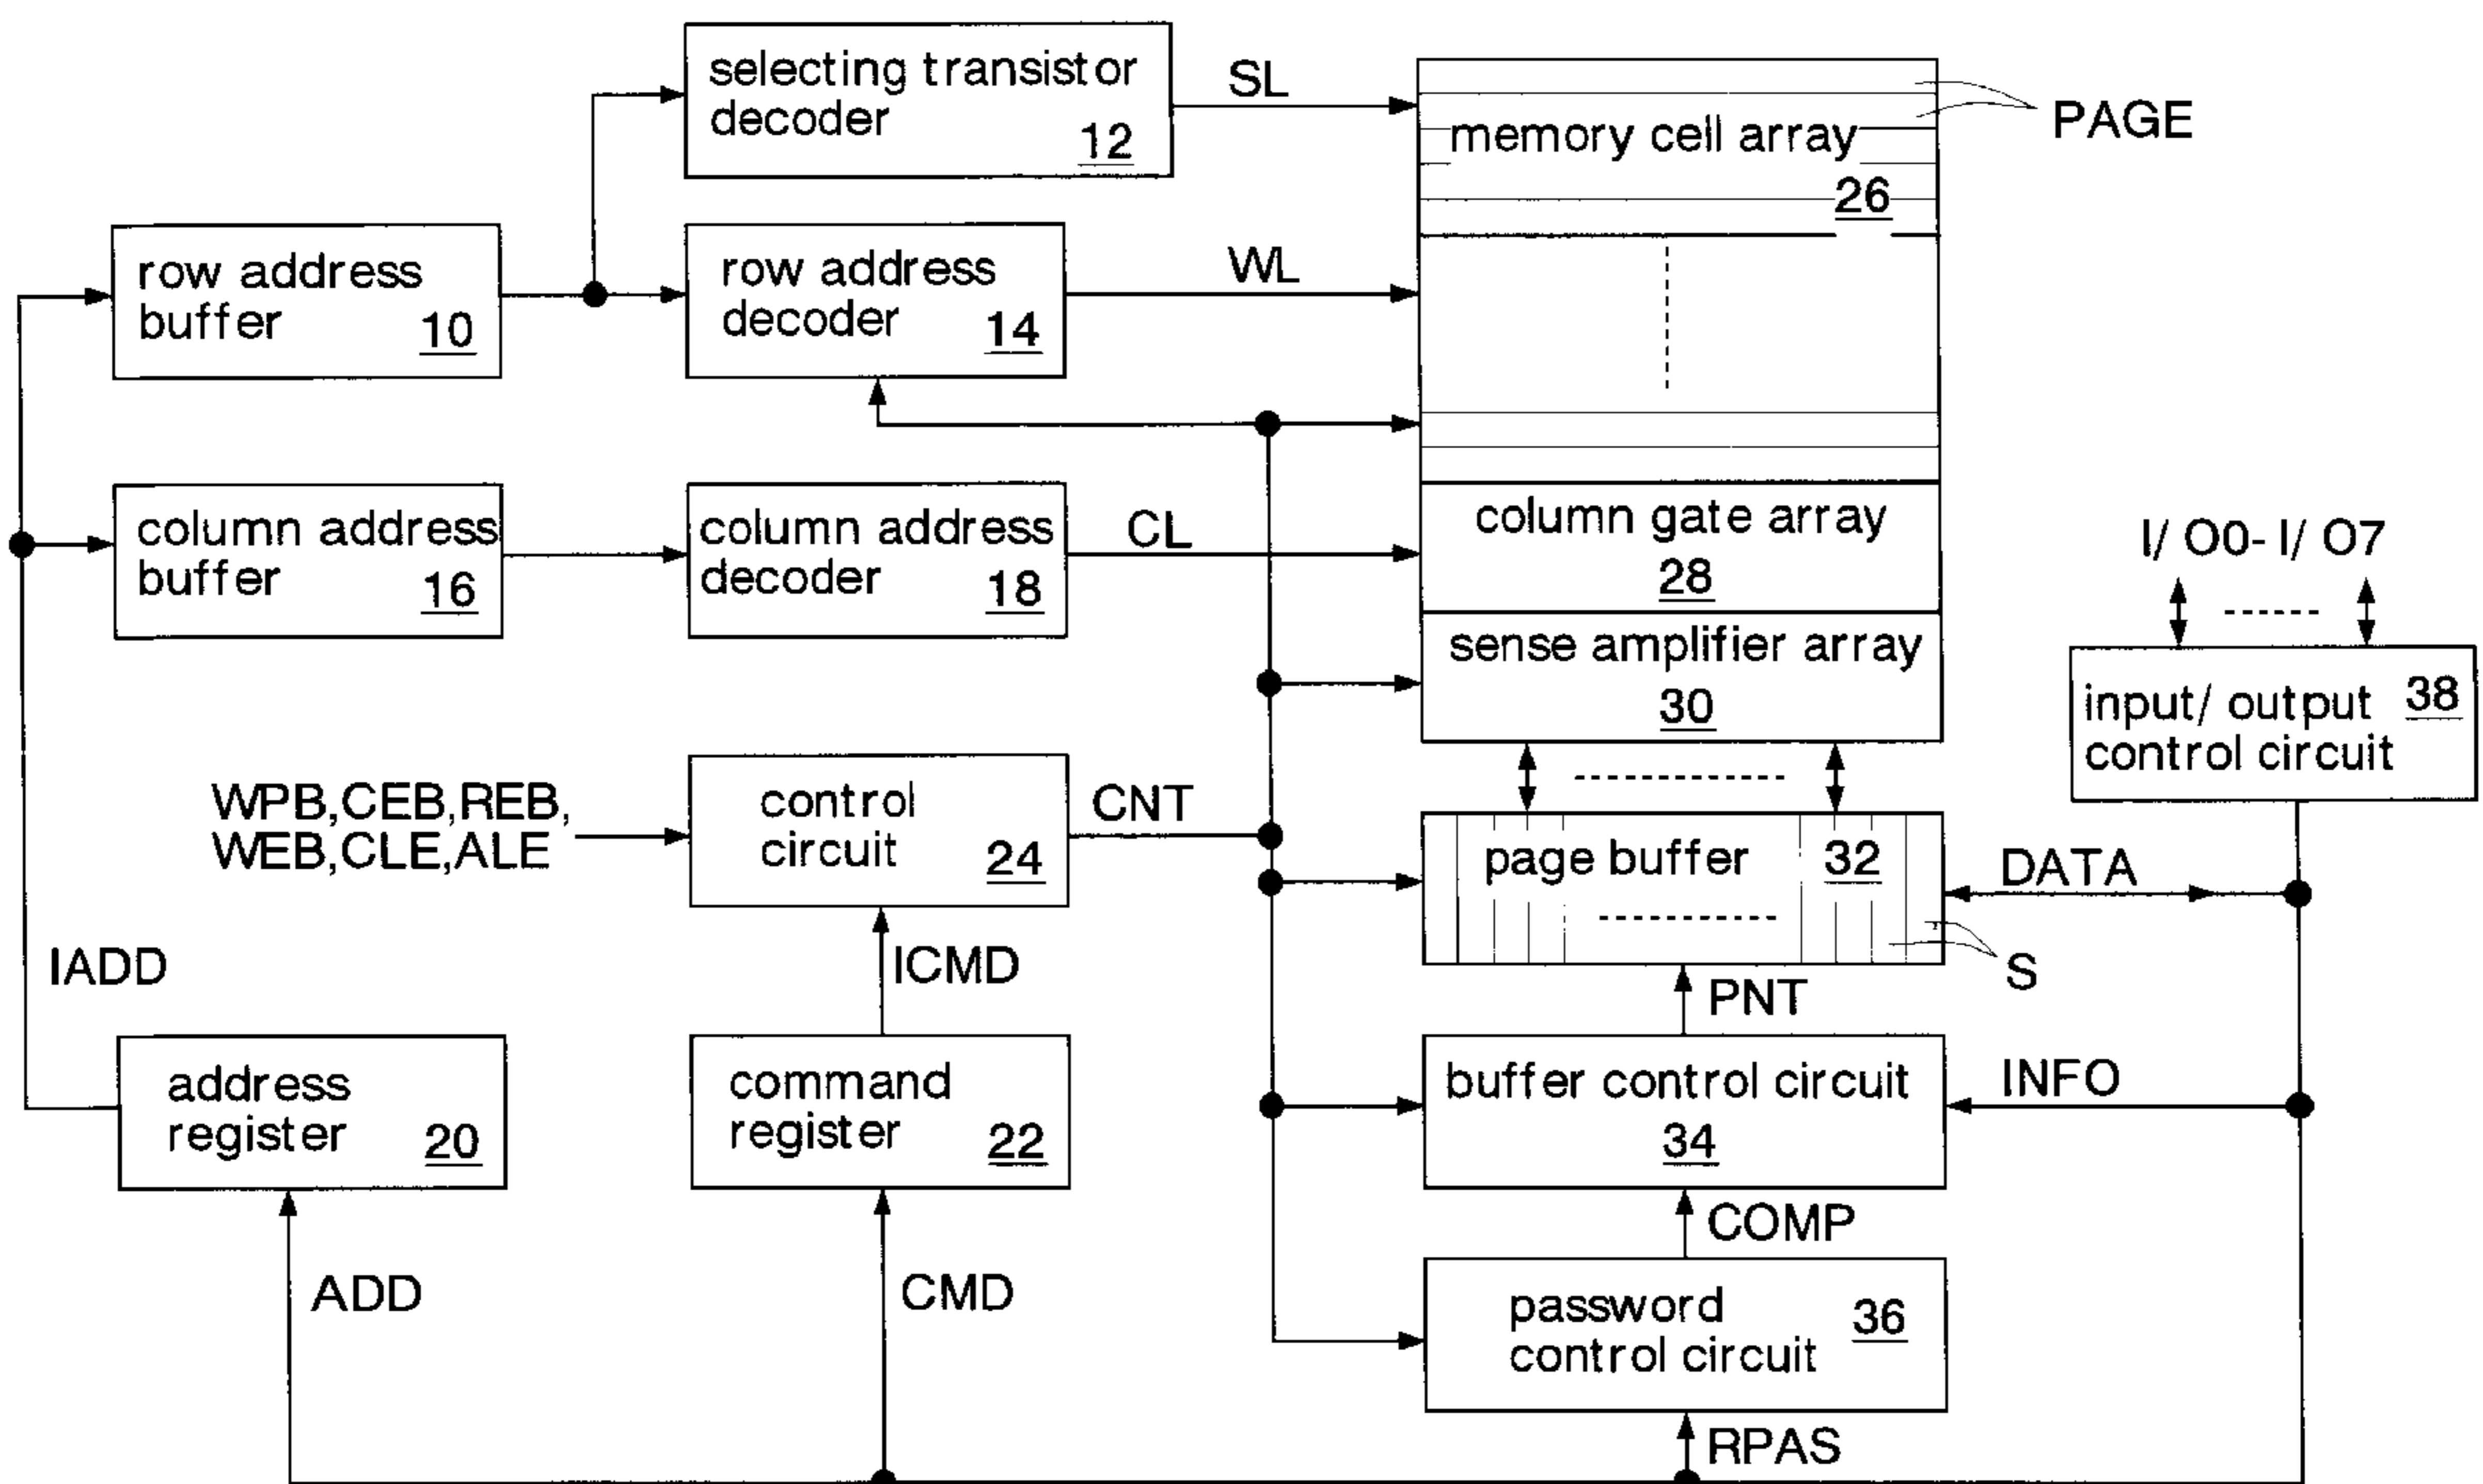 selecting transistor
decoder
12
SL
memory cell array
26
PAGE
row address
buffer
10
row address
decoder
14
WL
column address
buffer
16
column address
decoder
18
CL
column gate array
28
sense amplifier array
30
I/ O0- I/ O7
input/ output
control circuit
38
WPB,CEB,REB,
WEB,CLE,ALE
control
circuit
24
CNT
page buffer
32
DATA
S
IADD
ICMD
PNT
address
register
20
command
register
22
buffer control circuit
34
INFO
COMP
ADD
CMD
password
control circuit
36
RPAS